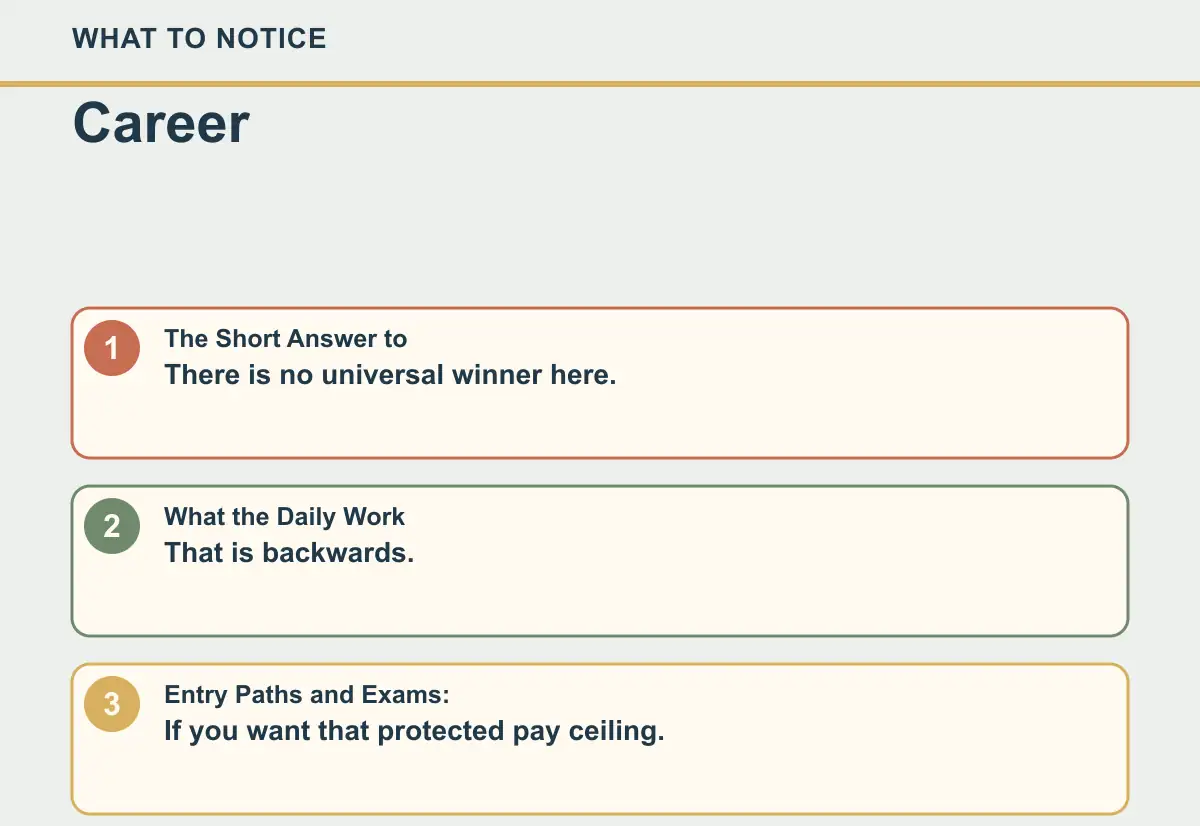 WHAT TO NOTICE
Career
1
The Short Answer to
There is no universal winner here.
2
What the Daily Work
That is backwards.
3
Entry Paths and Exams:
If you want that protected pay ceiling.